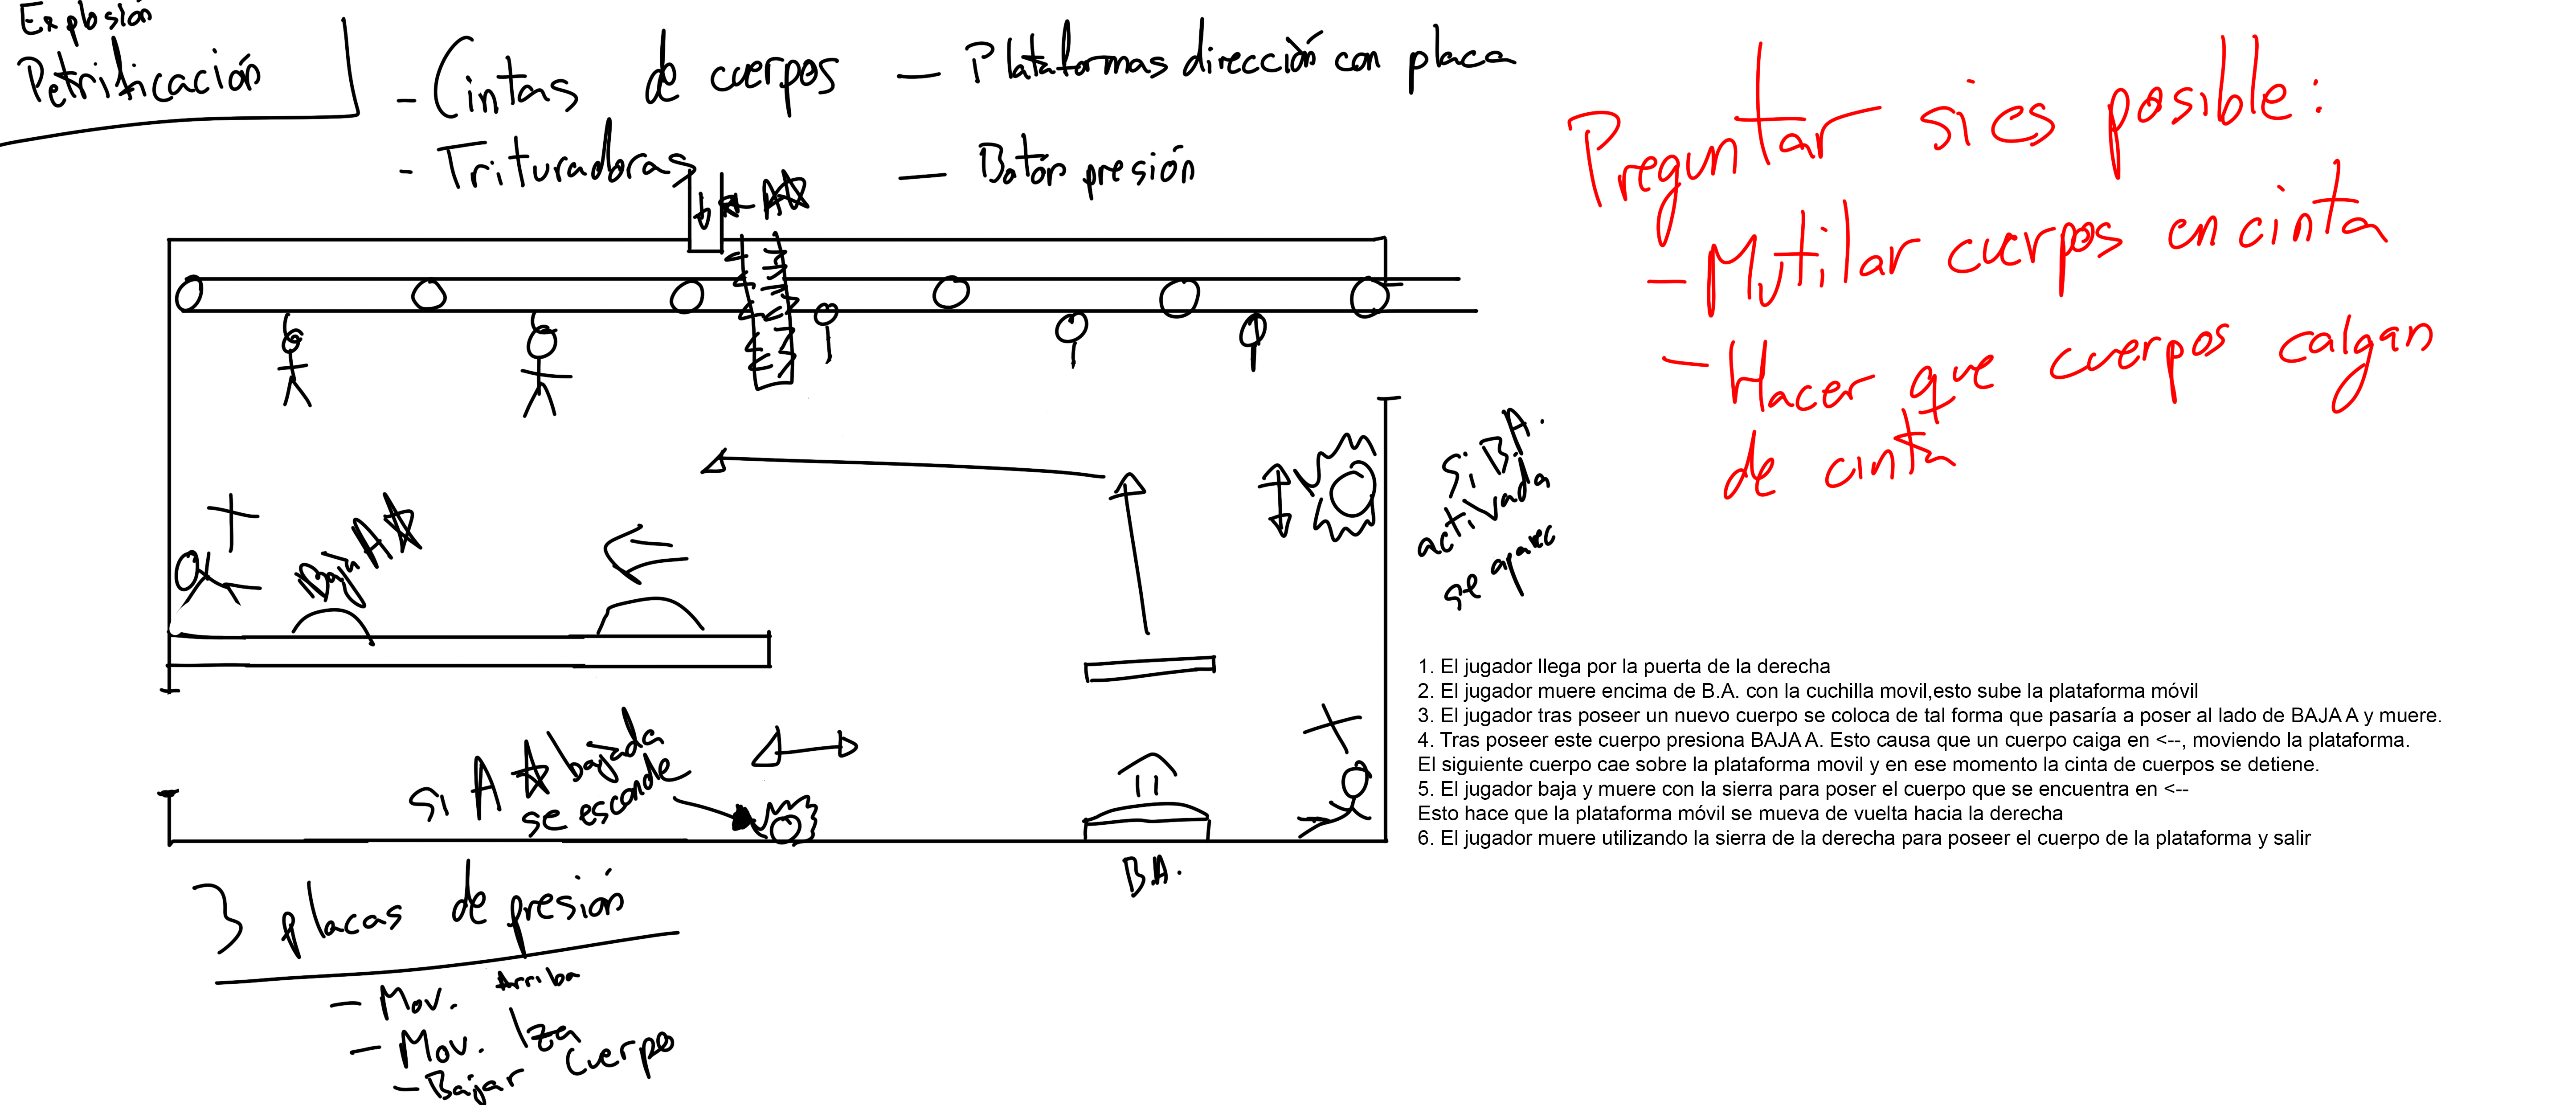 Explosión
Petrificación
- Cintas de cuerpos
- Trituradoras
- Plataformas dirección con placa
- Botón presión
A☆
Preguntar si es posible:
- Mutilar cuerpos en cinta
- Hacer que cuerpos caigan
de cinta
Si B.A.
activada
se aparec
Baja A☆
si A☆ bajada
se esconde
B.A.
1. El jugador llega por la puerta de la derecha
2. El jugador muere encima de B.A. con la cuchilla movil,esto sube la plataforma móvil
3. El jugador tras poseer un nuevo cuerpo se coloca de tal forma que pasaría a poser al lado de BAJA A y muere.
4. Tras poseer este cuerpo presiona BAJA A. Esto causa que un cuerpo caiga en <--, moviendo la plataforma.
El siguiente cuerpo cae sobre la plataforma movil y en ese momento la cinta de cuerpos se detiene.
5. El jugador baja y muere con la sierra para poser el cuerpo que se encuentra en <--
Esto hace que la plataforma móvil se mueva de vuelta hacia la derecha
6. El jugador muere utilizando la sierra de la derecha para poseer el cuerpo de la plataforma y salir
3 placas de presión
- Mov. Arriba
- Mov. Izq
- Bajar Cuerpo